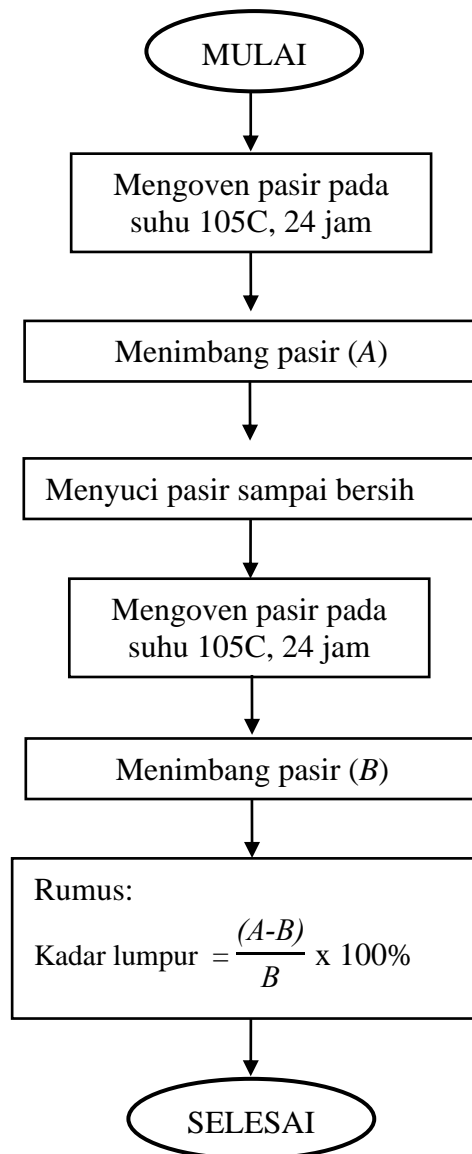 MULAI
Mengoven pasir pada
suhu 105C, 24 jam
Menimbang pasir (A)
Menyuci pasir sampai bersih
Mengoven pasir pada
suhu 105C, 24 jam
Menimbang pasir (B)
Rumus:
Kadar lumpur = (A-B)/B x 100%
SELESAI